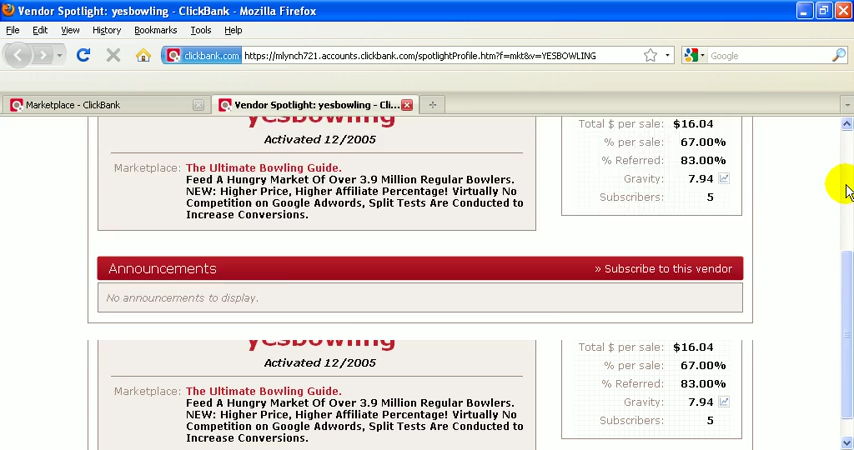 Vendor Spotlight: yesbowling - ClickBank - Mozilla Firefox
File Edit View History Bookmarks Tools Help
clickbank.com https://mlynch721.accounts.clickbank.com/spotlightProfile.htm?f=mkt&v=YESBOWLING Google
Marketplace - ClickBank Vendor Spotlight: yesbowling - Cli...
yesbowling
Activated 12/2005
Marketplace: The Ultimate Bowling Guide.
Feed A Hungry Market Of Over 3.9 Million Regular Bowlers.
NEW: Higher Price, Higher Affiliate Percentage! Virtually No
Competition on Google Adwords, Split Tests Are Conducted to
Increase Conversions.
Total $ per sale: $16.04
% per sale: 67.00%
% Referred: 83.00%
Gravity: 7.94
Subscribers: 5
Announcements » Subscribe to this vendor
No announcements to display.
yesbowling
Activated 12/2005
Marketplace: The Ultimate Bowling Guide.
Feed A Hungry Market Of Over 3.9 Million Regular Bowlers.
NEW: Higher Price, Higher Affiliate Percentage! Virtually No
Competition on Google Adwords, Split Tests Are Conducted to
Increase Conversions.
Total $ per sale: $16.04
% per sale: 67.00%
% Referred: 83.00%
Gravity: 7.94
Subscribers: 5